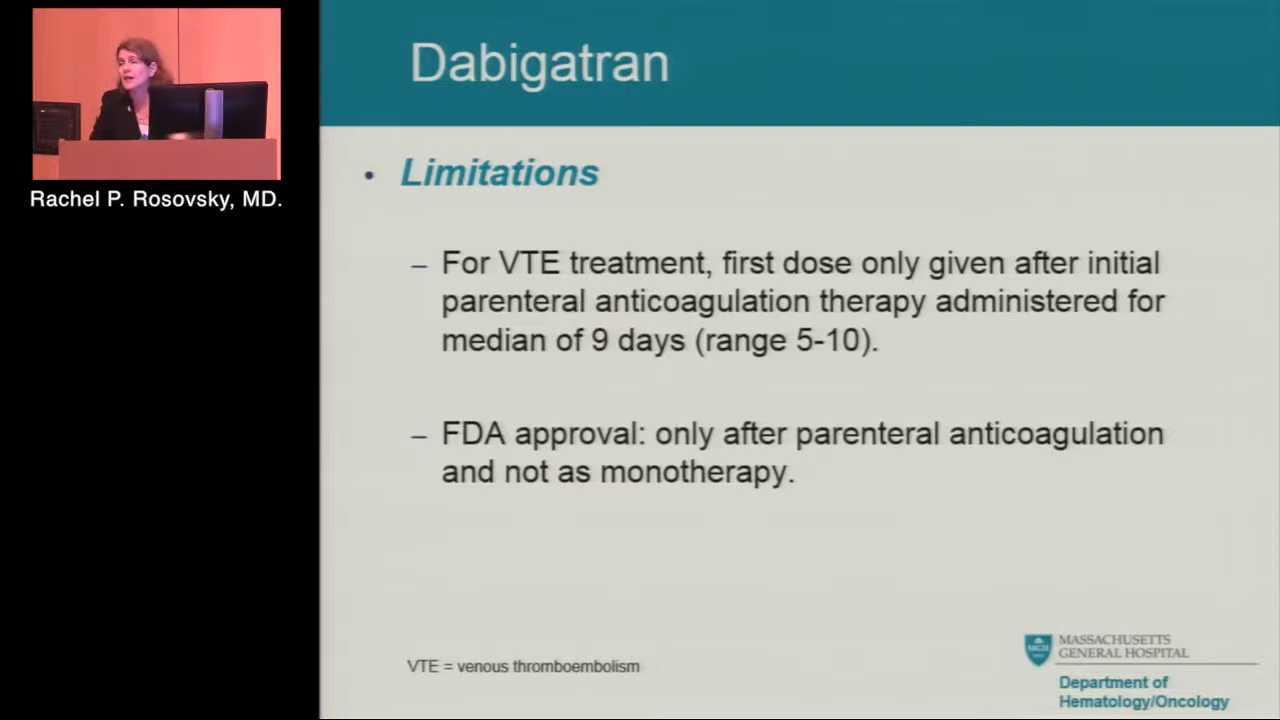 Dabigatran
Rachel P. Rosovsky, MD.
• Limitations
– For VTE treatment, first dose only given after initial
parenteral anticoagulation therapy administered for
median of 9 days (range 5-10).
– FDA approval: only after parenteral anticoagulation
and not as monotherapy.
VTE = venous thromboembolism
MASSACHUSETTS
GENERAL HOSPITAL
Department of
Hematology/Oncology